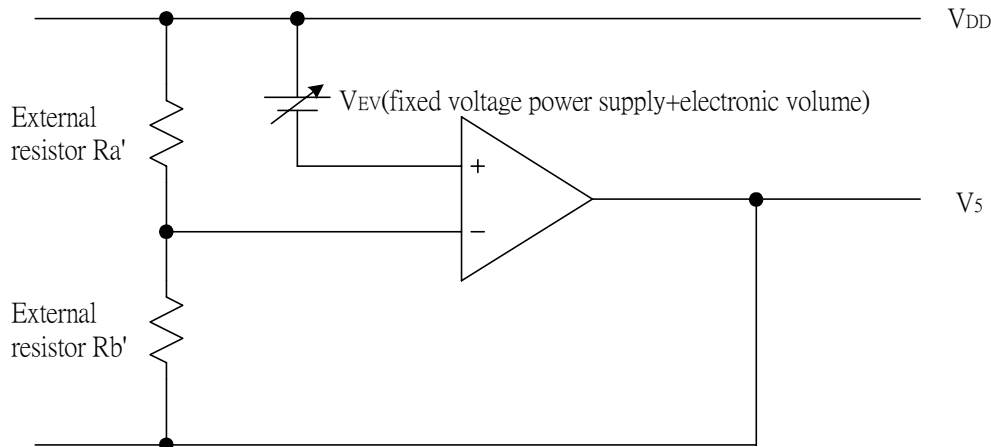 VDD
VEV(fixed voltage power supply+electronic volume)
External
resistor Ra'
+
V5
−
External
resistor Rb'